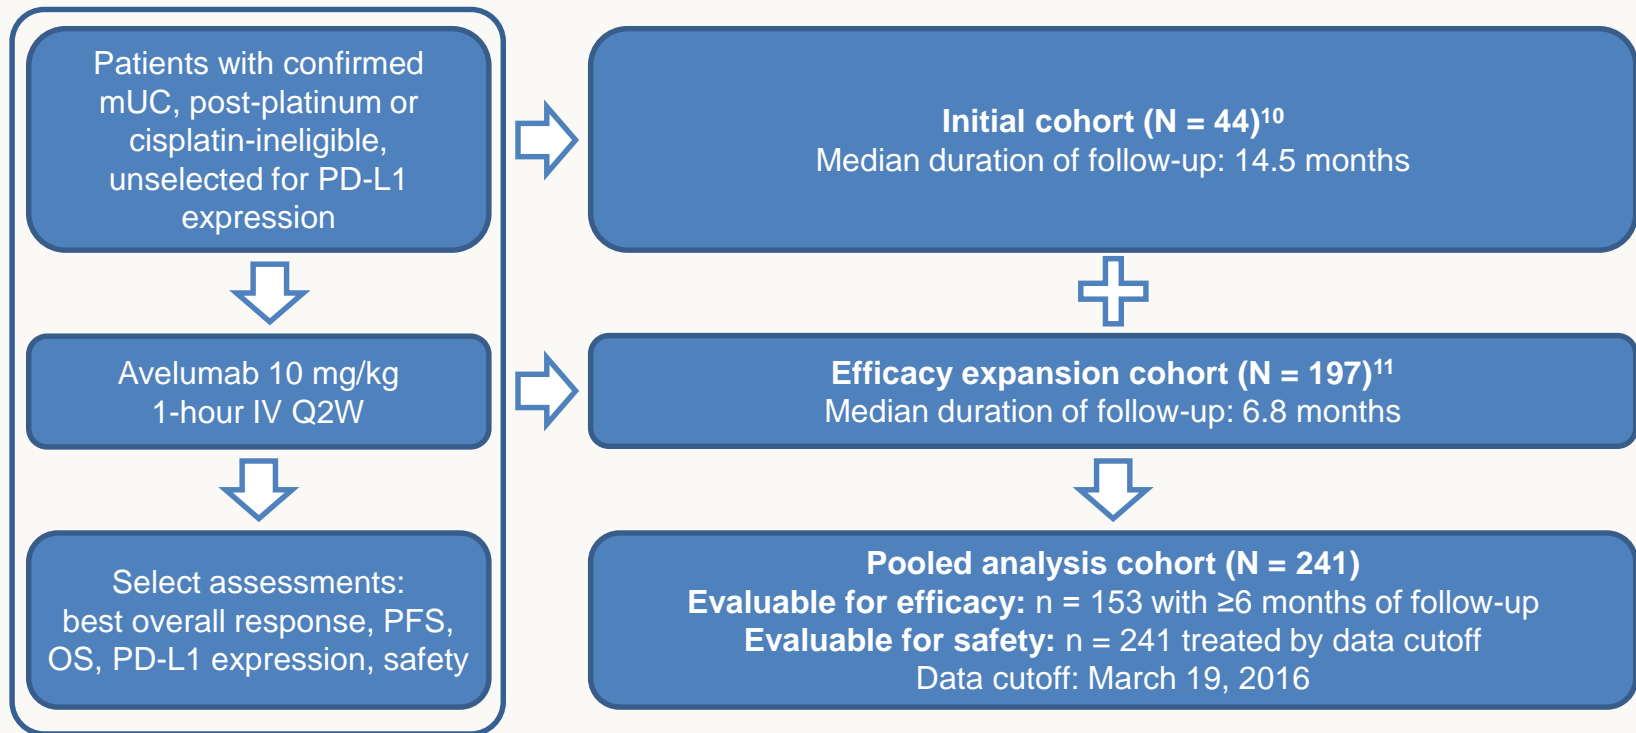 Patients with confirmed
mUC, post-platinum or
cisplatin-ineligible,
unselected for PD-L1
expression
Avelumab 10 mg/kg
1-hour IV Q2W
Select assessments:
best overall response, PFS,
OS, PD-L1 expression, safety
Initial cohort (N = 44)¹⁰
Median duration of follow-up: 14.5 months
Efficacy expansion cohort (N = 197)¹¹
Median duration of follow-up: 6.8 months
Pooled analysis cohort (N = 241)
Evaluable for efficacy: n = 153 with ≥6 months of follow-up
Evaluable for safety: n = 241 treated by data cutoff
Data cutoff: March 19, 2016